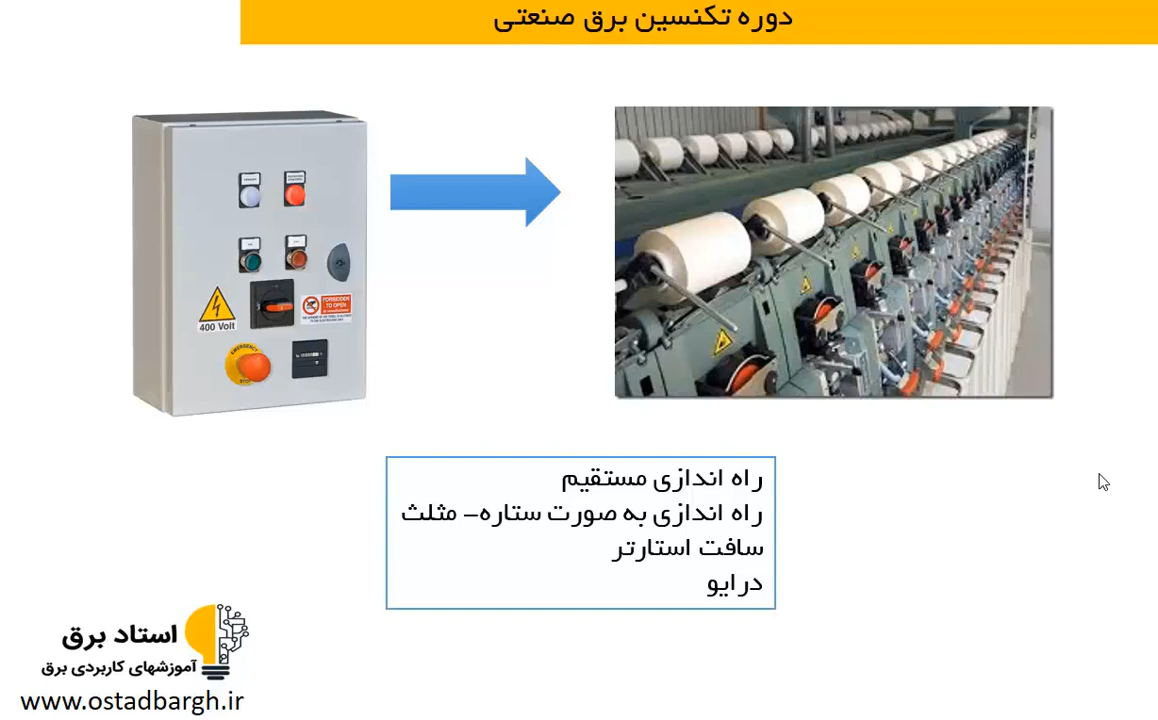 دوره تکنسین برق صنعتی
400 Volt
FORBIDDEN
TO OPEN
EMERGENCY
STOP
راه اندازی مستقیم
راه اندازی به صورت ستاره– مثلث
سافت استارتر
درایو
استاد برق
آموزشهای کاربردی برق
www.ostadbargh.ir